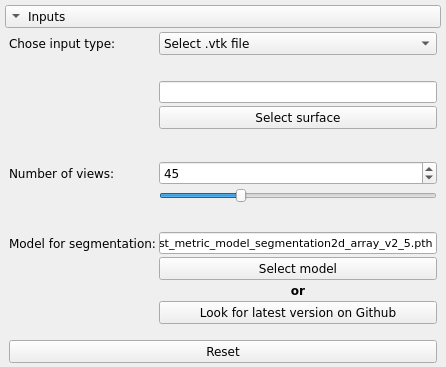 Inputs
Chose input type: Select .vtk file
Select surface
Number of views: 45
Model for segmentation: st_metric_model_segmentation2d_array_v2_5.pth
Select model
or
Look for latest version on Github
Reset